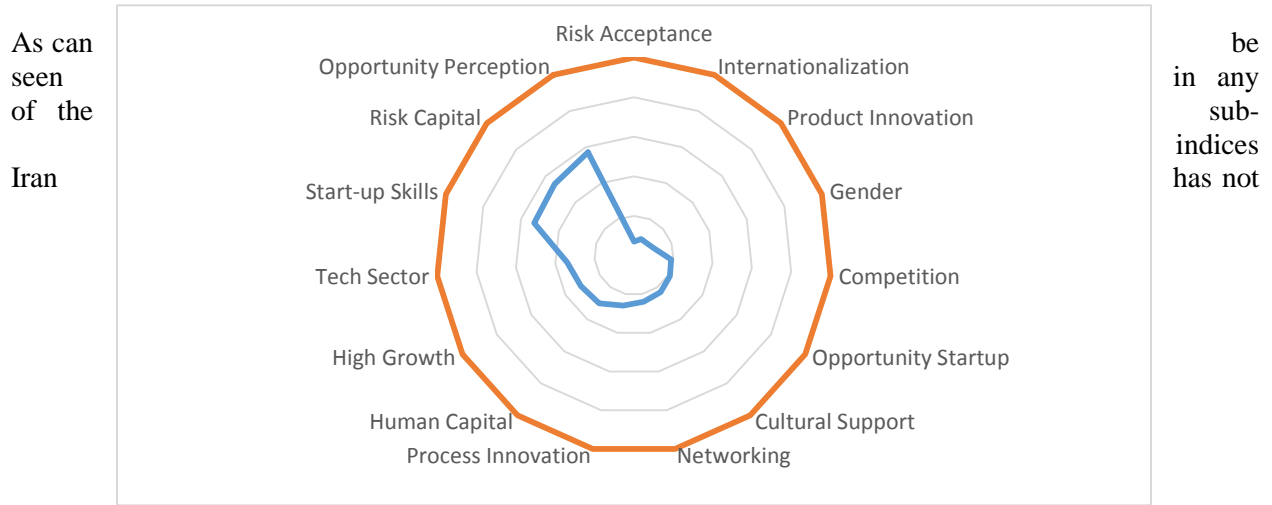 As can be
seen in any
of the sub-
indices
Iran has not
Risk Acceptance
Internationalization
Product Innovation
Gender
Competition
Opportunity Startup
Cultural Support
Networking
Process Innovation
Human Capital
High Growth
Tech Sector
Start-up Skills
Risk Capital
Opportunity Perception